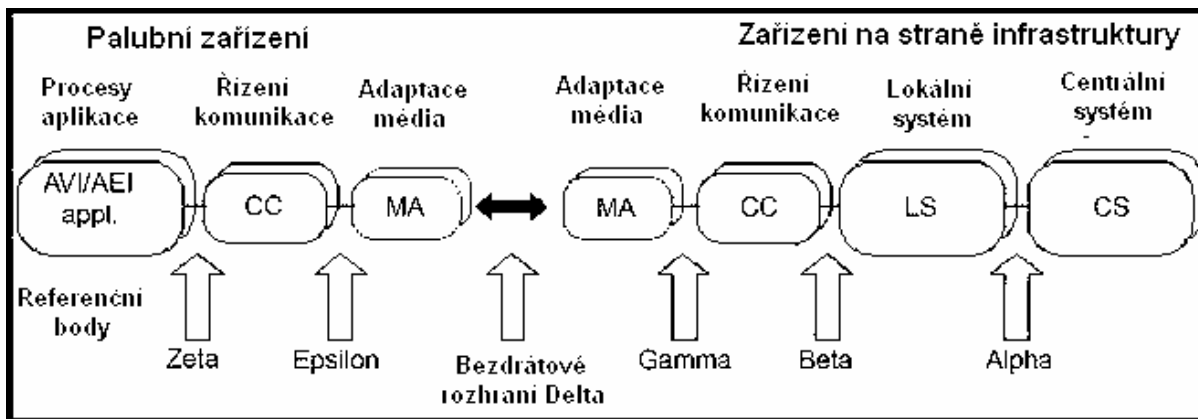 Palubní zařízení
Zařízení na straně infrastruktury
Procesy
aplikace
Řízení
komunikace
Adaptace
média
Adaptace
média
Řízení
komunikace
Lokální
systém
Centrální
systém
AVI/AEI
appl.
CC
MA
MA
CC
LS
CS
Referenční
body
Zeta
Epsilon
Bezdrátové
rozhraní Delta
Gamma
Beta
Alpha